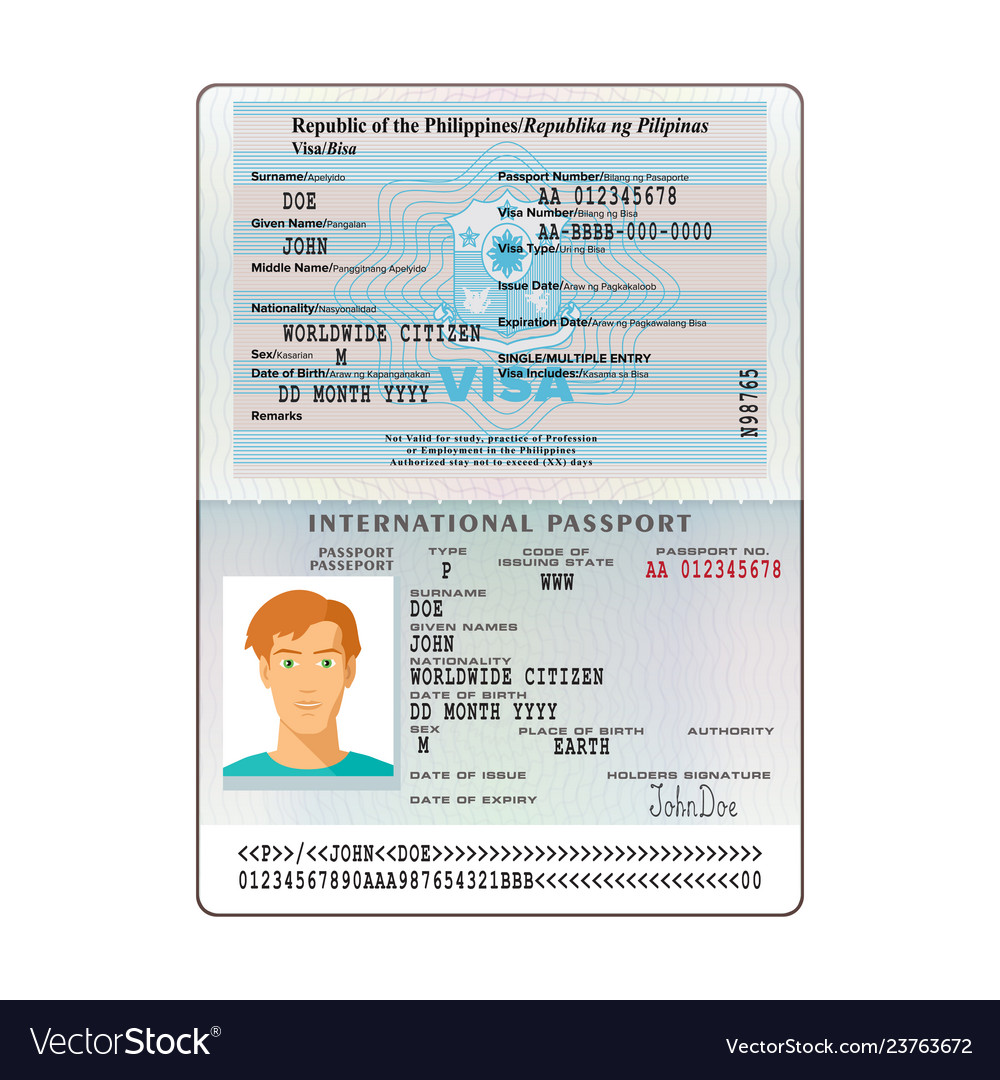 Republic of the Philippines/Republika ng Pilipinas
Visa/Bisa
Surname/Apelyido
DOE
Given Name/Pangalan
JOHN
Middle Name/Panggitnang Apelyido
Nationality/Nasyonalidad
WORLDWIDE CITIZEN
Sex/Kasarian
M
Date of Birth/Araw ng Kapanganakan
DD MONTH YYYY
Remarks
Passport Number/Bilang ng Pasaporte
AA 012345678
Visa Number/Bilang ng Bisa
AA-BBBB-000-0000
Visa Type/Uri ng Bisa
Issue Date/Araw ng Pagkakaloob
Expiration Date/Araw ng Pagkawalang Bisa
SINGLE/MULTIPLE ENTRY
Visa Includes:/Kasama sa Bisa
VISA
N98765
Not Valid for study, practice of Profession
or Employment in the Philippines
Authorized stay not to exceed (XX) days
INTERNATIONAL PASSPORT
PASSPORT
PASSEPORT
TYPE
P
CODE OF
ISSUING STATE
WWW
PASSPORT NO.
AA 012345678
SURNAME
DOE
GIVEN NAMES
JOHN
NATIONALITY
WORLDWIDE CITIZEN
DATE OF BIRTH
DD MONTH YYYY
SEX
M
PLACE OF BIRTH
EARTH
AUTHORITY
DATE OF ISSUE
DATE OF EXPIRY
HOLDERS SIGNATURE
JohnDoe
<<P>>/<<JOHN<<DOE>>>>>>>>>>>>>>>>>>>>>>>>>>>>>
01234567890AAA987654321BBB<<<<<<<<<<<<<<<<<<00
VectorStock®
VectorStock.com/23763672